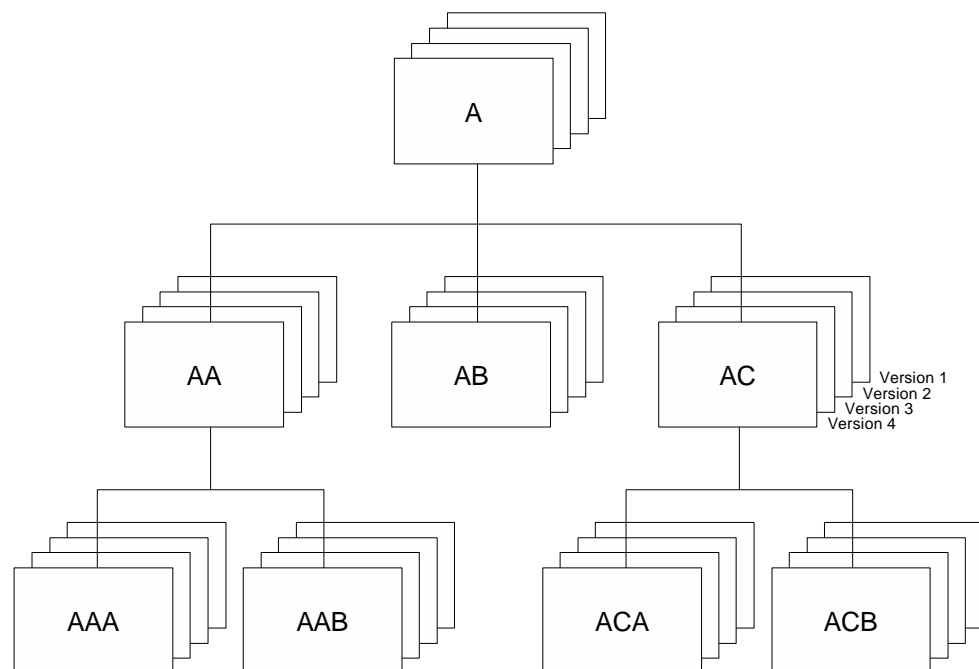 A
AA
AB
AC
Version 1
Version 2
Version 3
Version 4
AAA
AAB
ACA
ACB